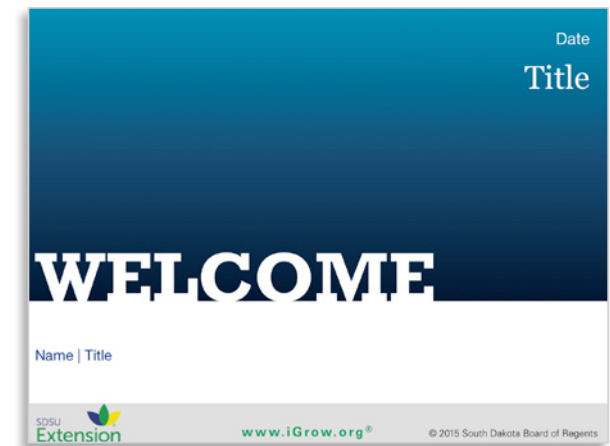 Date
Title
WELCOME
Name | Title
SDSU
Extension
www.iGrow.org®
© 2015 South Dakota Board of Regents